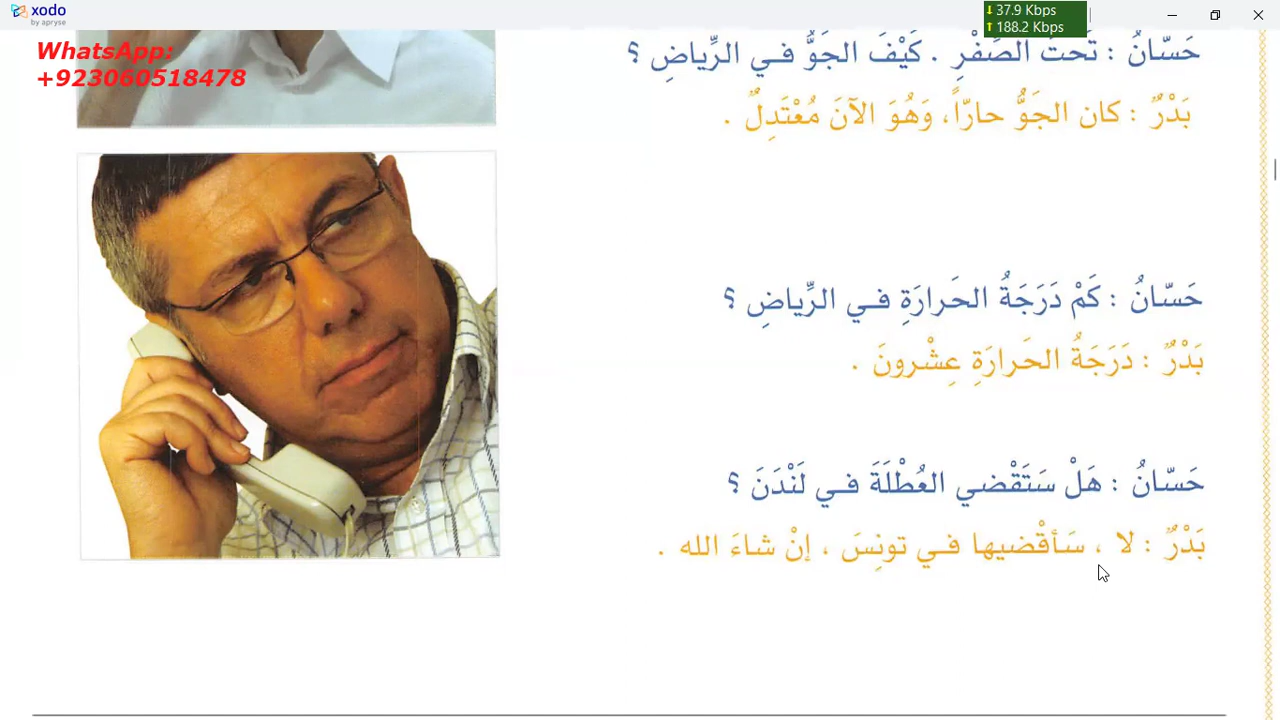 xodo
by apryse
↓ 37.9 Kbps
↑ 188.2 Kbps
WhatsApp:
+923060518478
حَسّانُ : تَحتَ الصِّفْرِ . كَيْفَ الجَوُّ في الرِّياضِ ؟
بَدْرٌ : كان الجَوُّ حارّاً، وَهُوَ الآنَ مُعْتَدِلٌ .
حَسّانُ : كَمْ دَرَجَةُ الحَرارَةِ في الرِّياضِ ؟
بَدْرٌ : دَرَجَةُ الحَرارَةِ عِشْرونَ .
حَسّانُ : هَلْ سَتَقْضي العُطْلَةَ في لَنْدَنَ ؟
بَدْرٌ : لا ، سَأقْضيها في تونِسَ ، إنْ شاءَ الله .